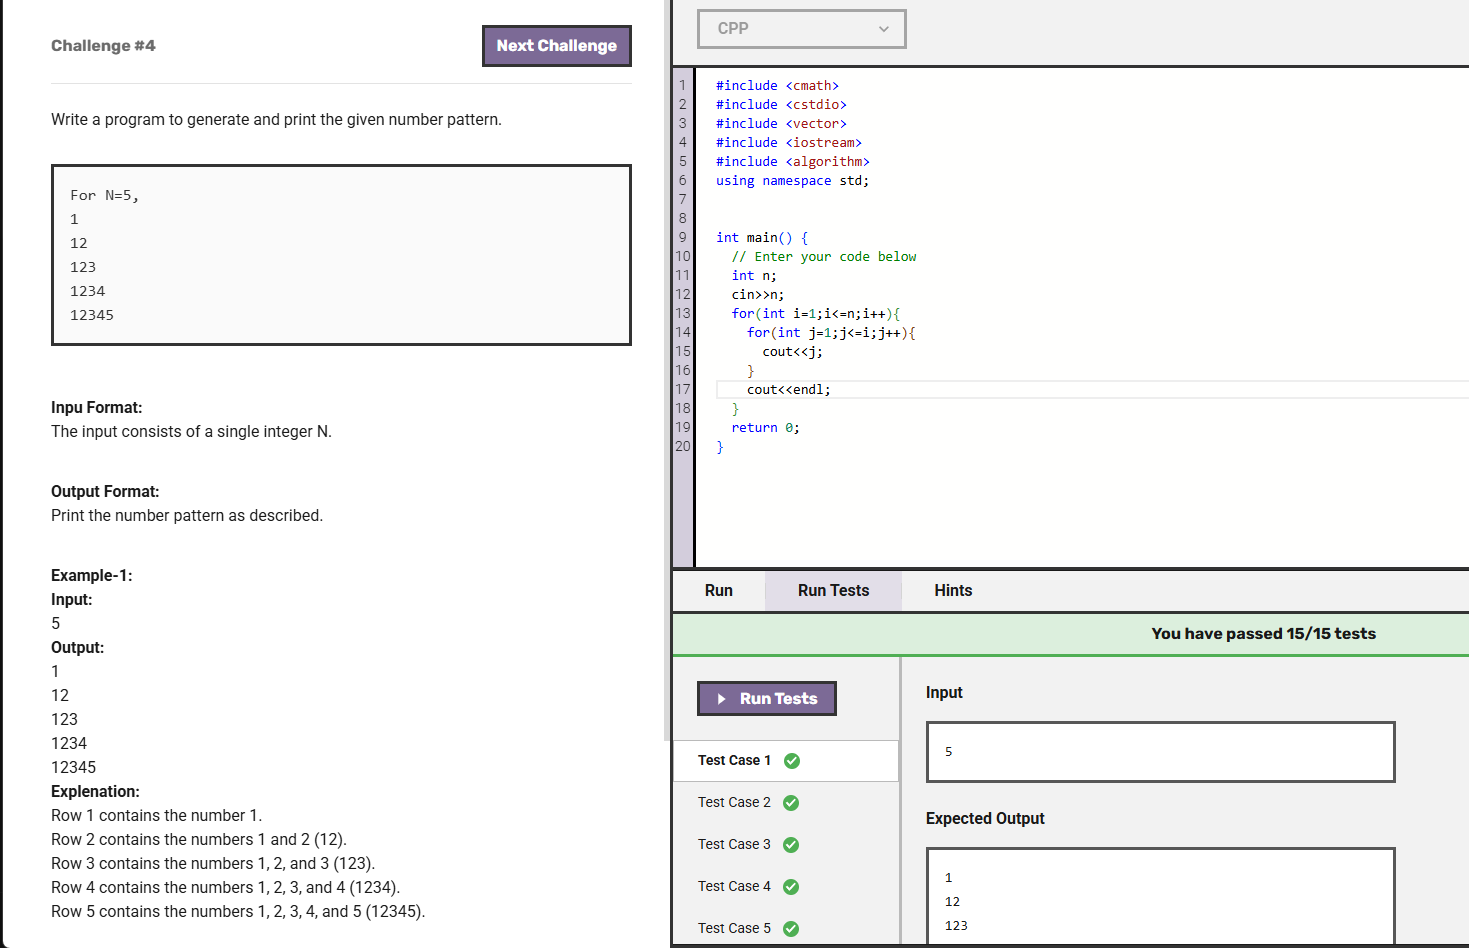 Challenge #4
Next Challenge
Write a program to generate and print the given number pattern.
For N=5,
1
12
123
1234
12345
Inpu Format:
The input consists of a single integer N.
Output Format:
Print the number pattern as described.
Example-1:
Input:
5
Output:
1
12
123
1234
12345
Explenation:
Row 1 contains the number 1.
Row 2 contains the numbers 1 and 2 (12).
Row 3 contains the numbers 1, 2, and 3 (123).
Row 4 contains the numbers 1, 2, 3, and 4 (1234).
Row 5 contains the numbers 1, 2, 3, 4, and 5 (12345).
CPP
1 #include <cmath>
2 #include <cstdio>
3 #include <vector>
4 #include <iostream>
5 #include <algorithm>
6 using namespace std;
7
8
9 int main() {
10   // Enter your code below
11   int n;
12   cin>>n;
13   for(int i=1;i<=n;i++){
14     for(int j=1;j<=i;j++){
15       cout<<j;
16     }
17     cout<<endl;
18   }
19   return 0;
20 }
Run Run Tests Hints
You have passed 15/15 tests
Run Tests
Test Case 1
Test Case 2
Test Case 3
Test Case 4
Test Case 5
Input
5
Expected Output
1
12
123